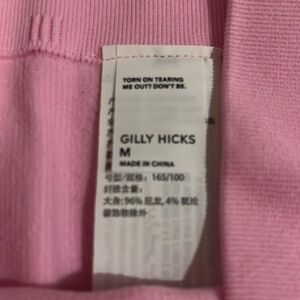 TORN ON TEARING
ME OUT? DON'T BE.
GILLY HICKS
M
MADE IN CHINA
号型/规格: 165/100
纤维含量:
大身: 96% 尼龙, 4% 氨纶
装饰物除外